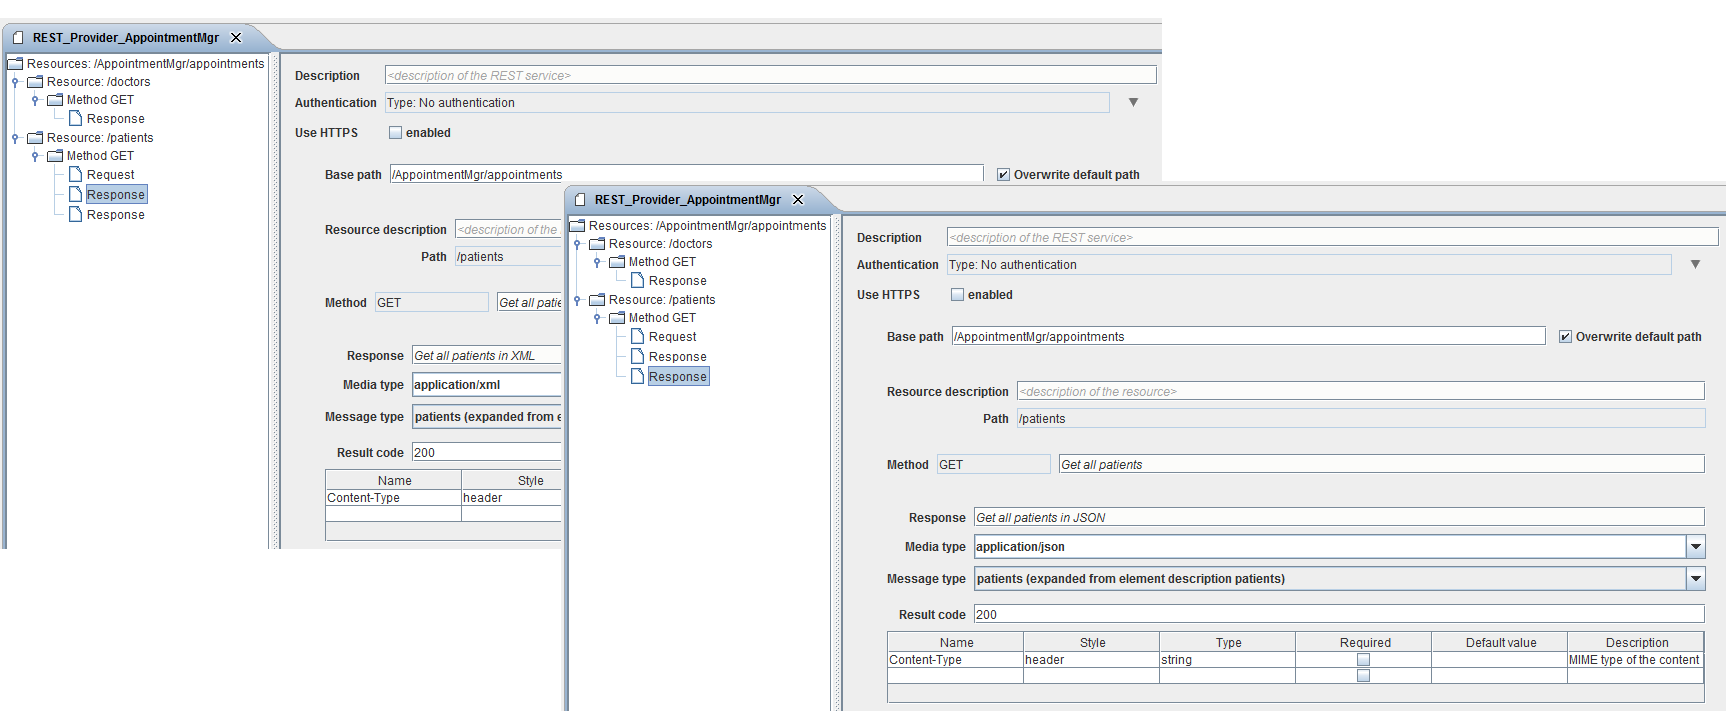 REST_Provider_AppointmentMgr
Resources: /AppointmentMgr/appointments
Resource: /doctors
Method GET
Response
Resource: /patients
Method GET
Request
Response
Response
Description <description of the REST service>
Authentication Type: No authentication
Use HTTPS enabled
Base path /AppointmentMgr/appointments Overwrite default path
Resource description <description of the
Path /patients
Method GET Get all patie
Response Get all patients in XML
Media type application/xml
Message type patients (expanded from e
Result code 200
Name Style
Content-Type header
REST_Provider_AppointmentMgr
Resources: /AppointmentMgr/appointments
Resource: /doctors
Method GET
Response
Resource: /patients
Method GET
Request
Response
Response
Description <description of the REST service>
Authentication Type: No authentication
Use HTTPS enabled
Base path /AppointmentMgr/appointments Overwrite default path
Resource description <description of the resource>
Path /patients
Method GET Get all patients
Response Get all patients in JSON
Media type application/json
Message type patients (expanded from element description patients)
Result code 200
Name Style Type Required Default value Description
Content-Type header string MIME type of the content